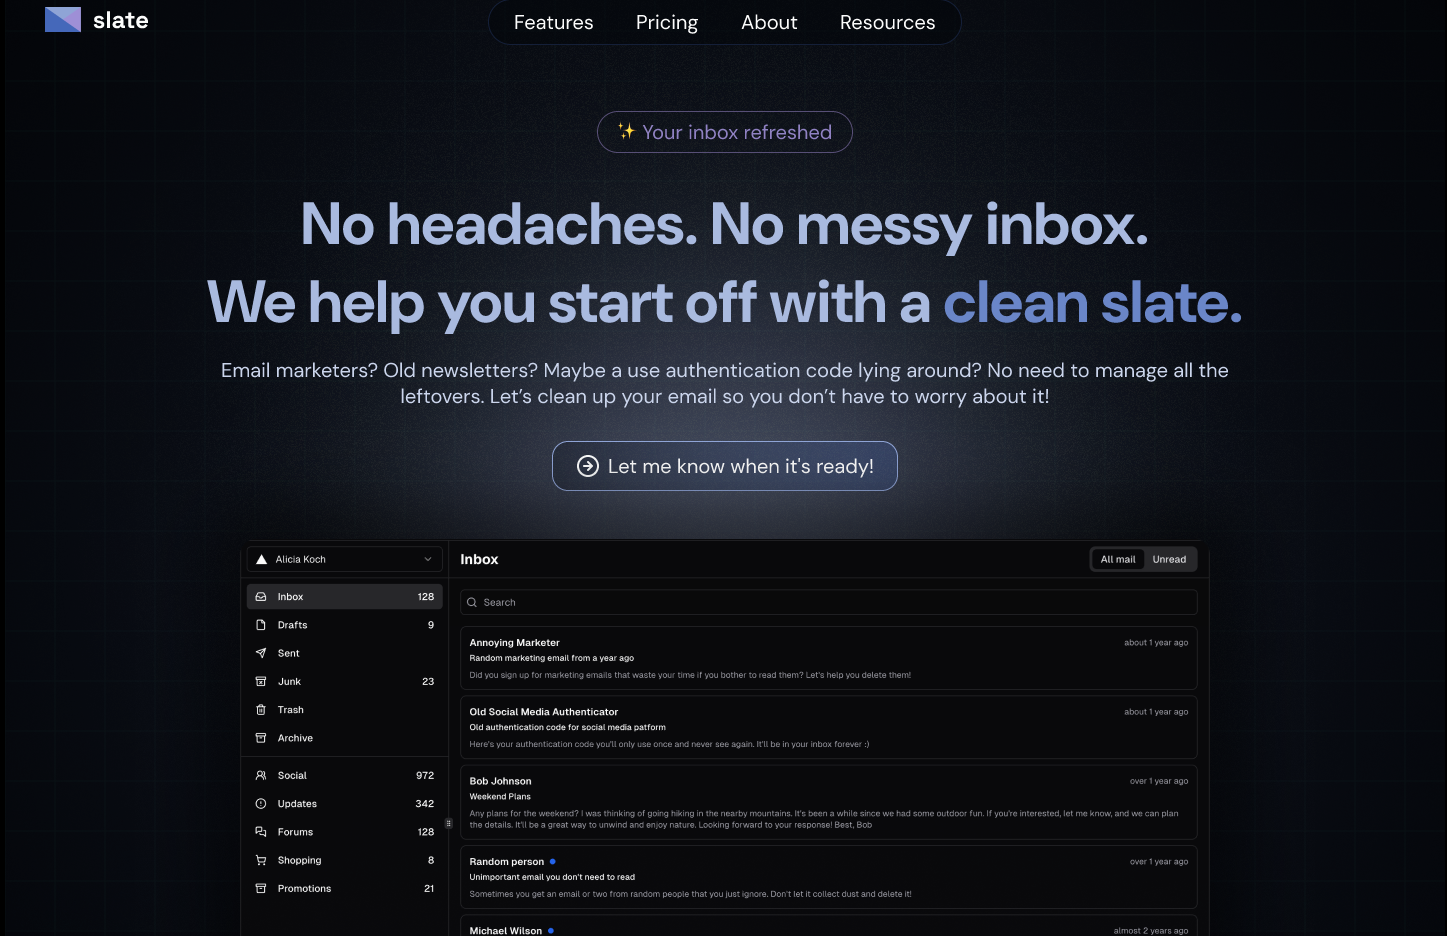 slate
Features Pricing About Resources
✨ Your inbox refreshed
No headaches. No messy inbox.
We help you start off with a clean slate.
Email marketers? Old newsletters? Maybe a use authentication code lying around? No need to manage all the
leftovers. Let’s clean up your email so you don’t have to worry about it!
Let me know when it's ready!
Alicia Koch
Inbox 128
Drafts 9
Sent
Junk 23
Trash
Archive
Social 972
Updates 342
Forums 128
Shopping 8
Promotions 21
Inbox
All mail Unread
Search
Annoying Marketer about 1 year ago
Random marketing email from a year ago
Did you sign up for marketing emails that waste your time if you bother to read them? Let's help you delete them!
Old Social Media Authenticator about 1 year ago
Old authentication code for social media patform
Here's your authentication code you'll only use once and never see again. It'll be in your inbox forever :)
Bob Johnson over 1 year ago
Weekend Plans
Any plans for the weekend? I was thinking of going hiking in the nearby mountains. It's been a while since we had some outdoor fun. If you're interested, let me know, and we can plan
the details. It'll be a great way to unwind and enjoy nature. Looking forward to your response! Best, Bob
Random person over 1 year ago
Unimportant email you don't need to read
Sometimes you get an email or two from random people that you just ignore. Don't let it collect dust and delete it!
Michael Wilson almost 2 years ago